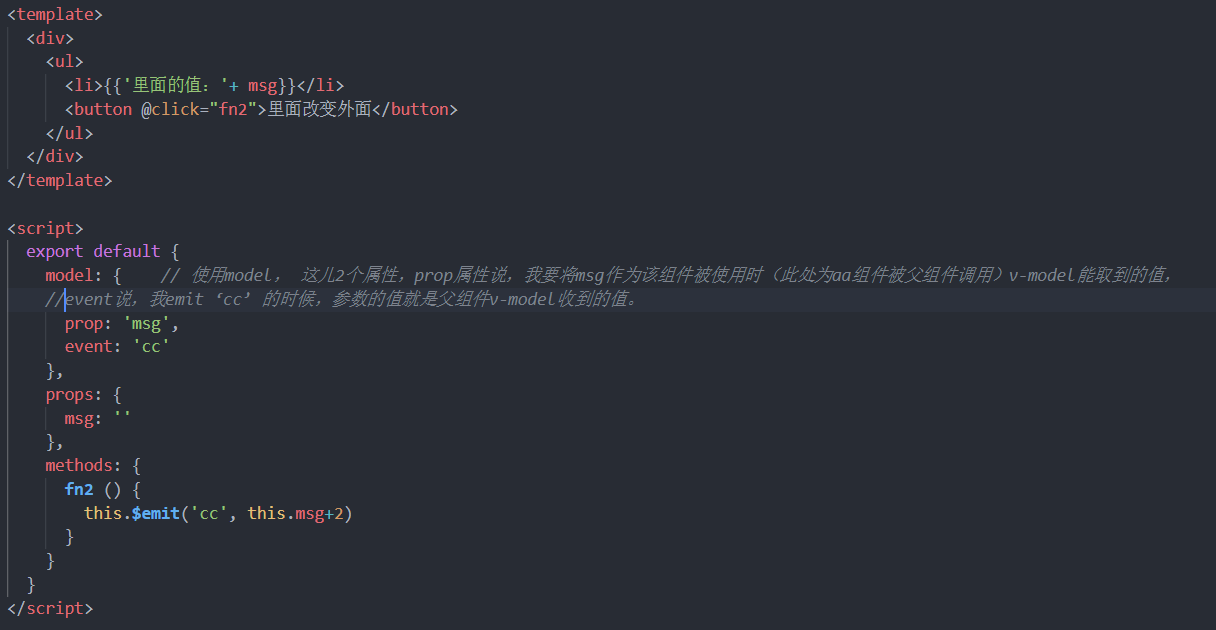 <template>
  <div>
    <ul>
      <li>{{'里面的值：'+ msg}}</li>
      <button @click="fn2">里面改变外面</button>
    </ul>
  </div>
</template>

<script>
  export default {
    model: {    // 使用model， 这儿2个属性，prop属性说，我要将msg作为该组件被使用时（此处为aa组件被父组件调用）v-model能取到的值，
    //event说，我emit ‘cc’ 的时候，参数的值就是父组件v-model收到的值。
      prop: 'msg',
      event: 'cc'
    },
    props: {
      msg: ''
    },
    methods: {
      fn2 () {
        this.$emit('cc', this.msg+2)
      }
    }
  }
</script>